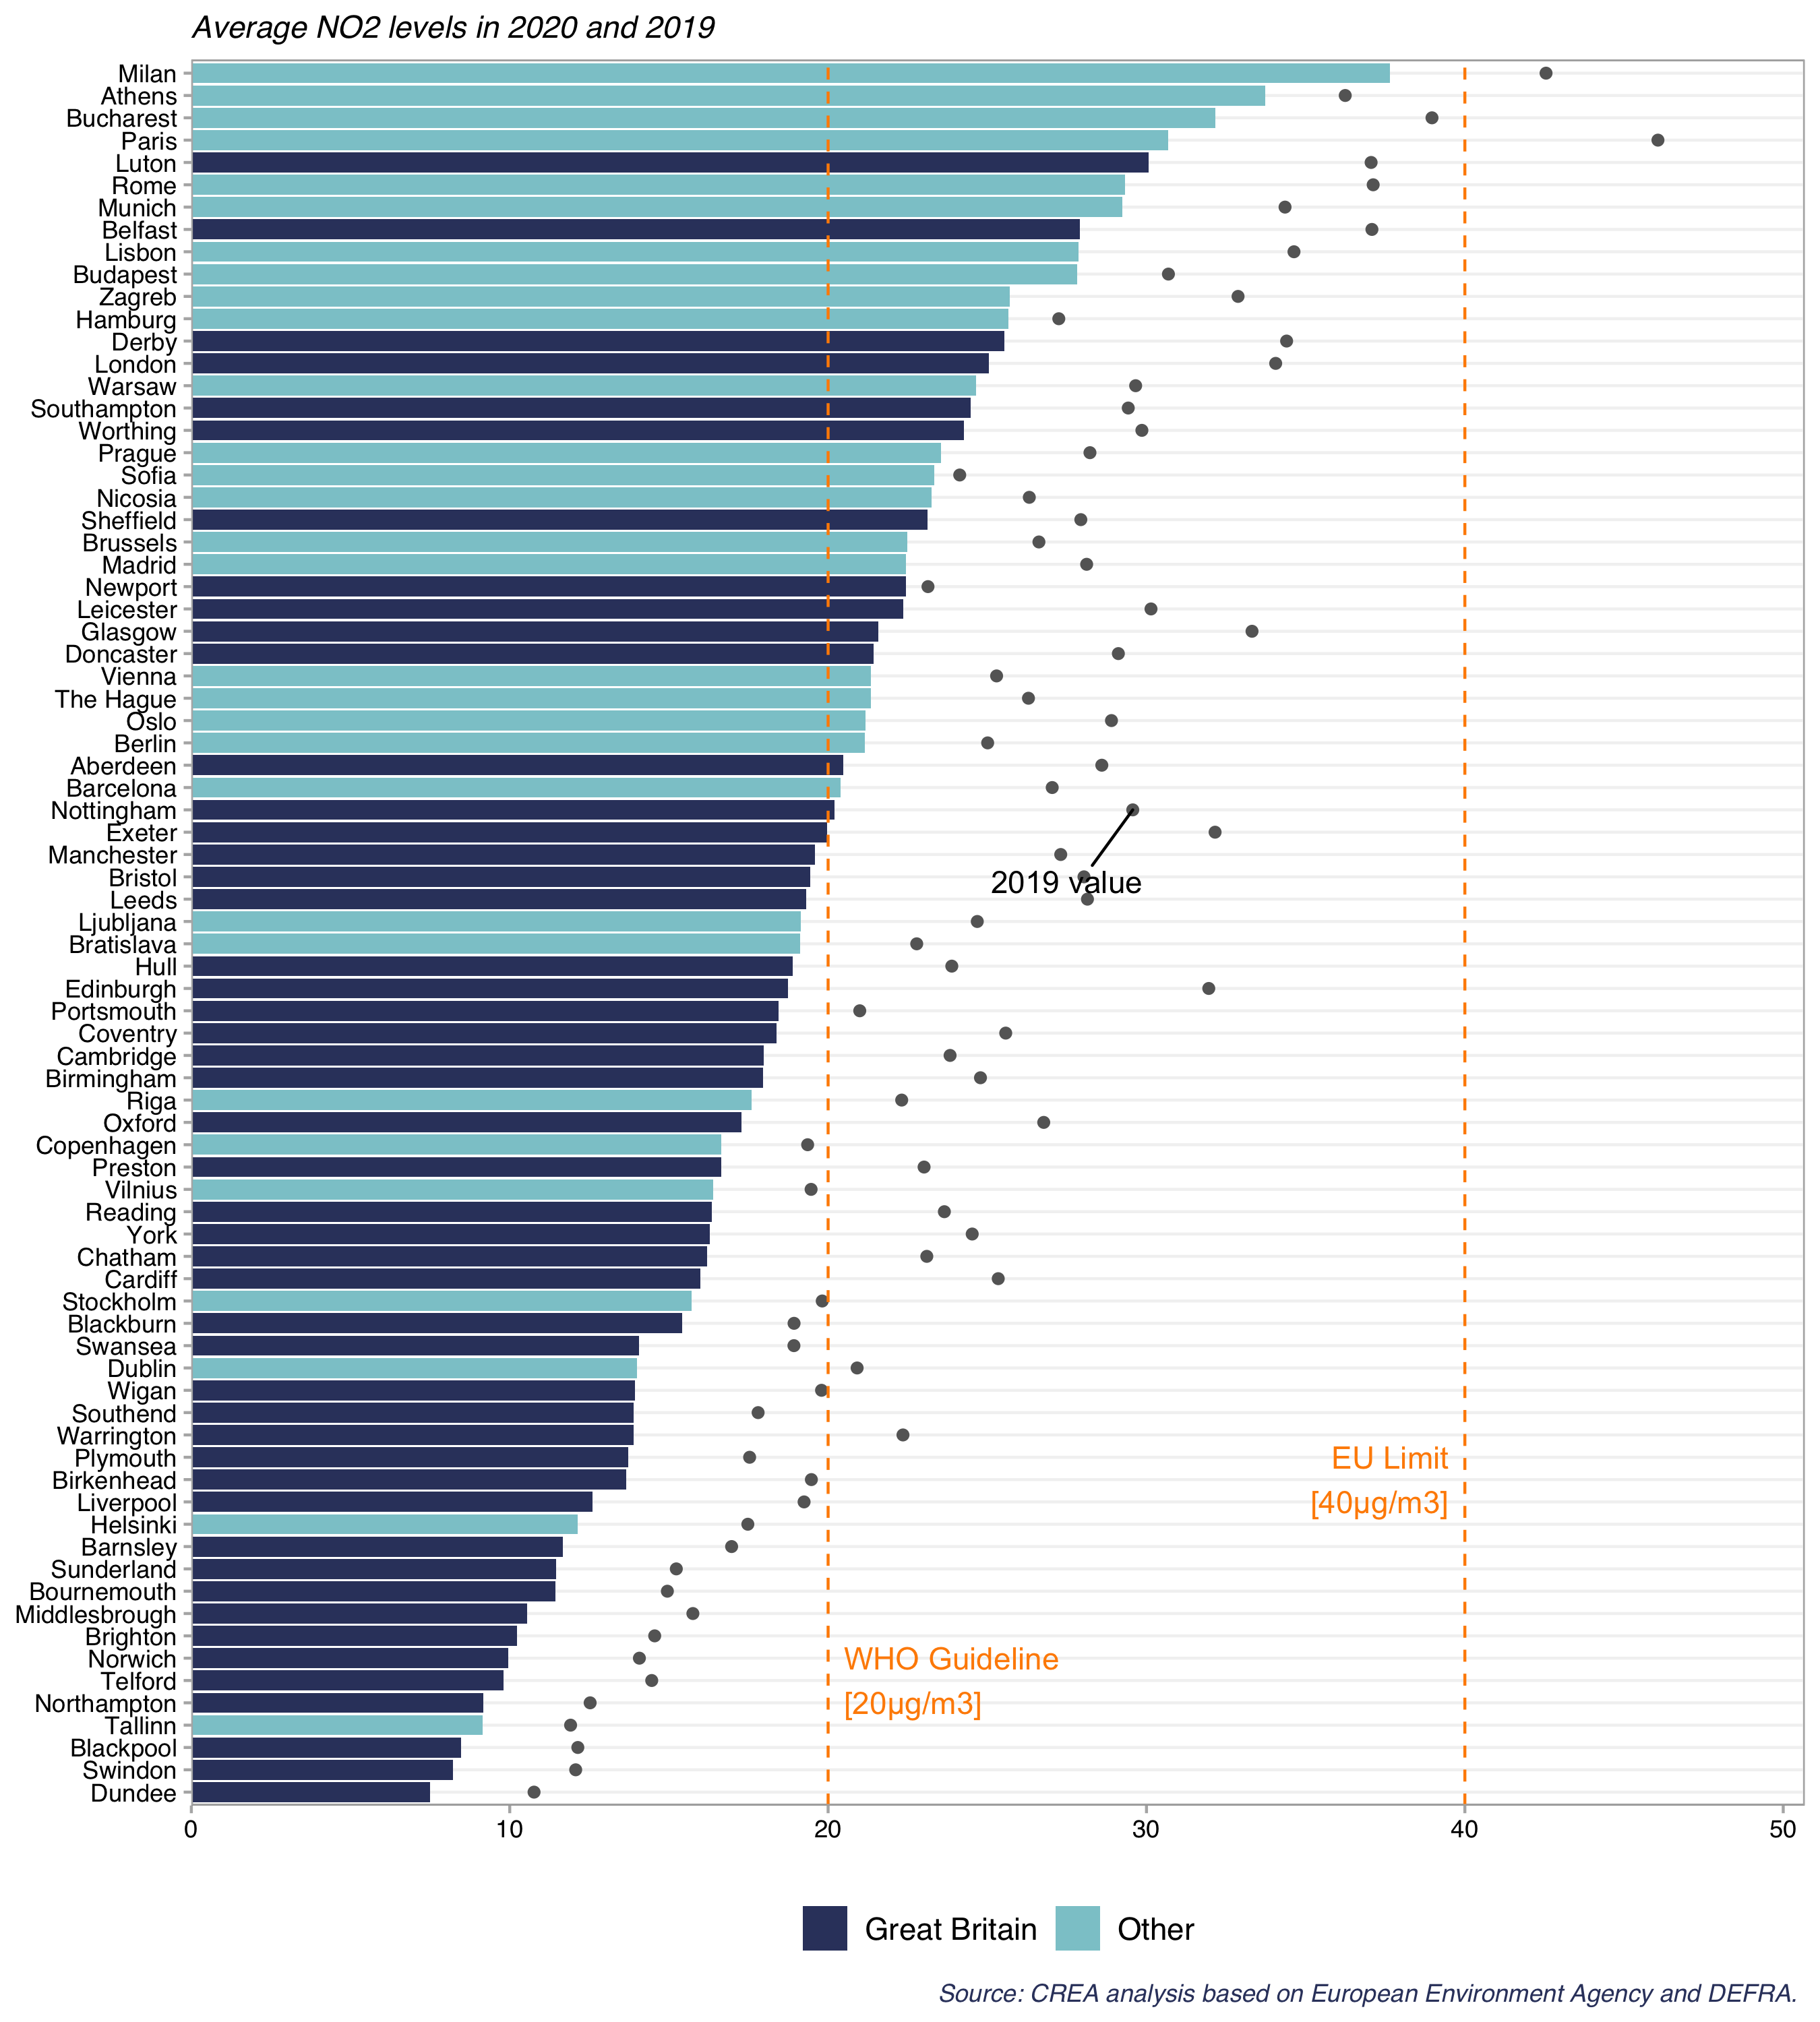 Average NO2 levels in 2020 and 2019
Milan
Athens
Bucharest
Paris
Luton
Rome
Munich
Belfast
Lisbon
Budapest
Zagreb
Hamburg
Derby
London
Warsaw
Southampton
Worthing
Prague
Sofia
Nicosia
Sheffield
Brussels
Madrid
Newport
Leicester
Glasgow
Doncaster
Vienna
The Hague
Oslo
Berlin
Aberdeen
Barcelona
Nottingham
Exeter
Manchester
Bristol
2019 value
Leeds
Ljubljana
Bratislava
Hull
Edinburgh
Portsmouth
Coventry
Cambridge
Birmingham
Riga
Oxford
Copenhagen
Preston
Vilnius
Reading
York
Chatham
Cardiff
Stockholm
Blackburn
Swansea
Dublin
Wigan
Southend
Warrington
Plymouth
EU Limit
Birkenhead
Liverpool
[40µg/m3]
Helsinki
Barnsley
Sunderland
Bournemouth
Middlesbrough
Brighton
Norwich
WHO Guideline
Telford
Northampton
[20µg/m3]
Tallinn
Blackpool
Swindon
Dundee
0 10 20 30 40 50
Great Britain Other
Source: CREA analysis based on European Environment Agency and DEFRA.